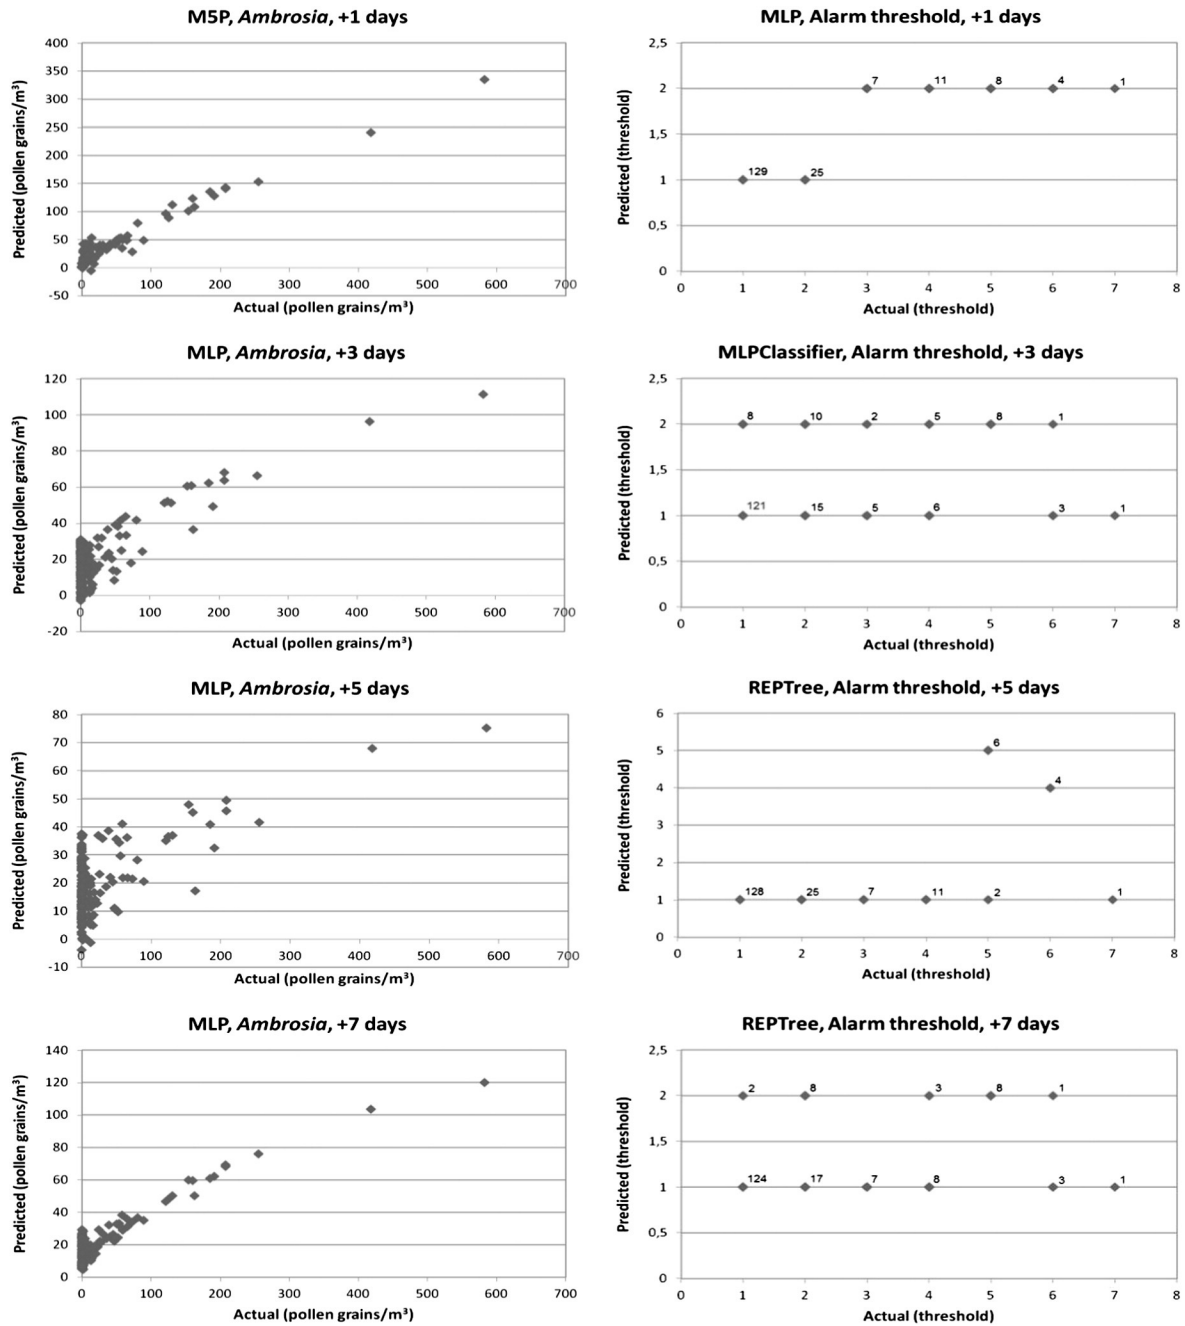 M5P, Ambrosia, +1 days
400
350
300
250
200
150
100
50
0
-50
0 100 200 300 400 500 600 700
Predicted (pollen grains/m³)
Actual (pollen grains/m³)
MLP, Alarm threshold, +1 days
2,5
2
1,5
1
0,5
0
7 11 8 4 1
129 25
0 1 2 3 4 5 6 7 8
Predicted (threshold)
Actual (threshold)
MLP, Ambrosia, +3 days
120
100
80
60
40
20
0
-20
0 100 200 300 400 500 600 700
Predicted (pollen grains/m³)
Actual (pollen grains/m³)
MLPClassifier, Alarm threshold, +3 days
2,5
2
1,5
1
0,5
0
8 10 2 5 8 1
121 15 5 6 3 1
0 1 2 3 4 5 6 7 8
Predicted (threshold)
Actual (threshold)
MLP, Ambrosia, +5 days
80
70
60
50
40
30
20
10
0
-10
0 100 200 300 400 500 600 700
Predicted (pollen grains/m³)
Actual (pollen grains/m³)
REPTree, Alarm threshold, +5 days
6
5
4
3
2
1
0
6
4
128 25 7 11 2 1
0 1 2 3 4 5 6 7 8
Predicted (threshold)
Actual (threshold)
MLP, Ambrosia, +7 days
140
120
100
80
60
40
20
0
0 100 200 300 400 500 600 700
Predicted (pollen grains/m³)
Actual (pollen grains/m³)
REPTree, Alarm threshold, +7 days
2,5
2
1,5
1
0,5
0
2 8 3 8 1
124 17 7 8 3 1
0 1 2 3 4 5 6 7 8
Predicted (threshold)
Actual (threshold)